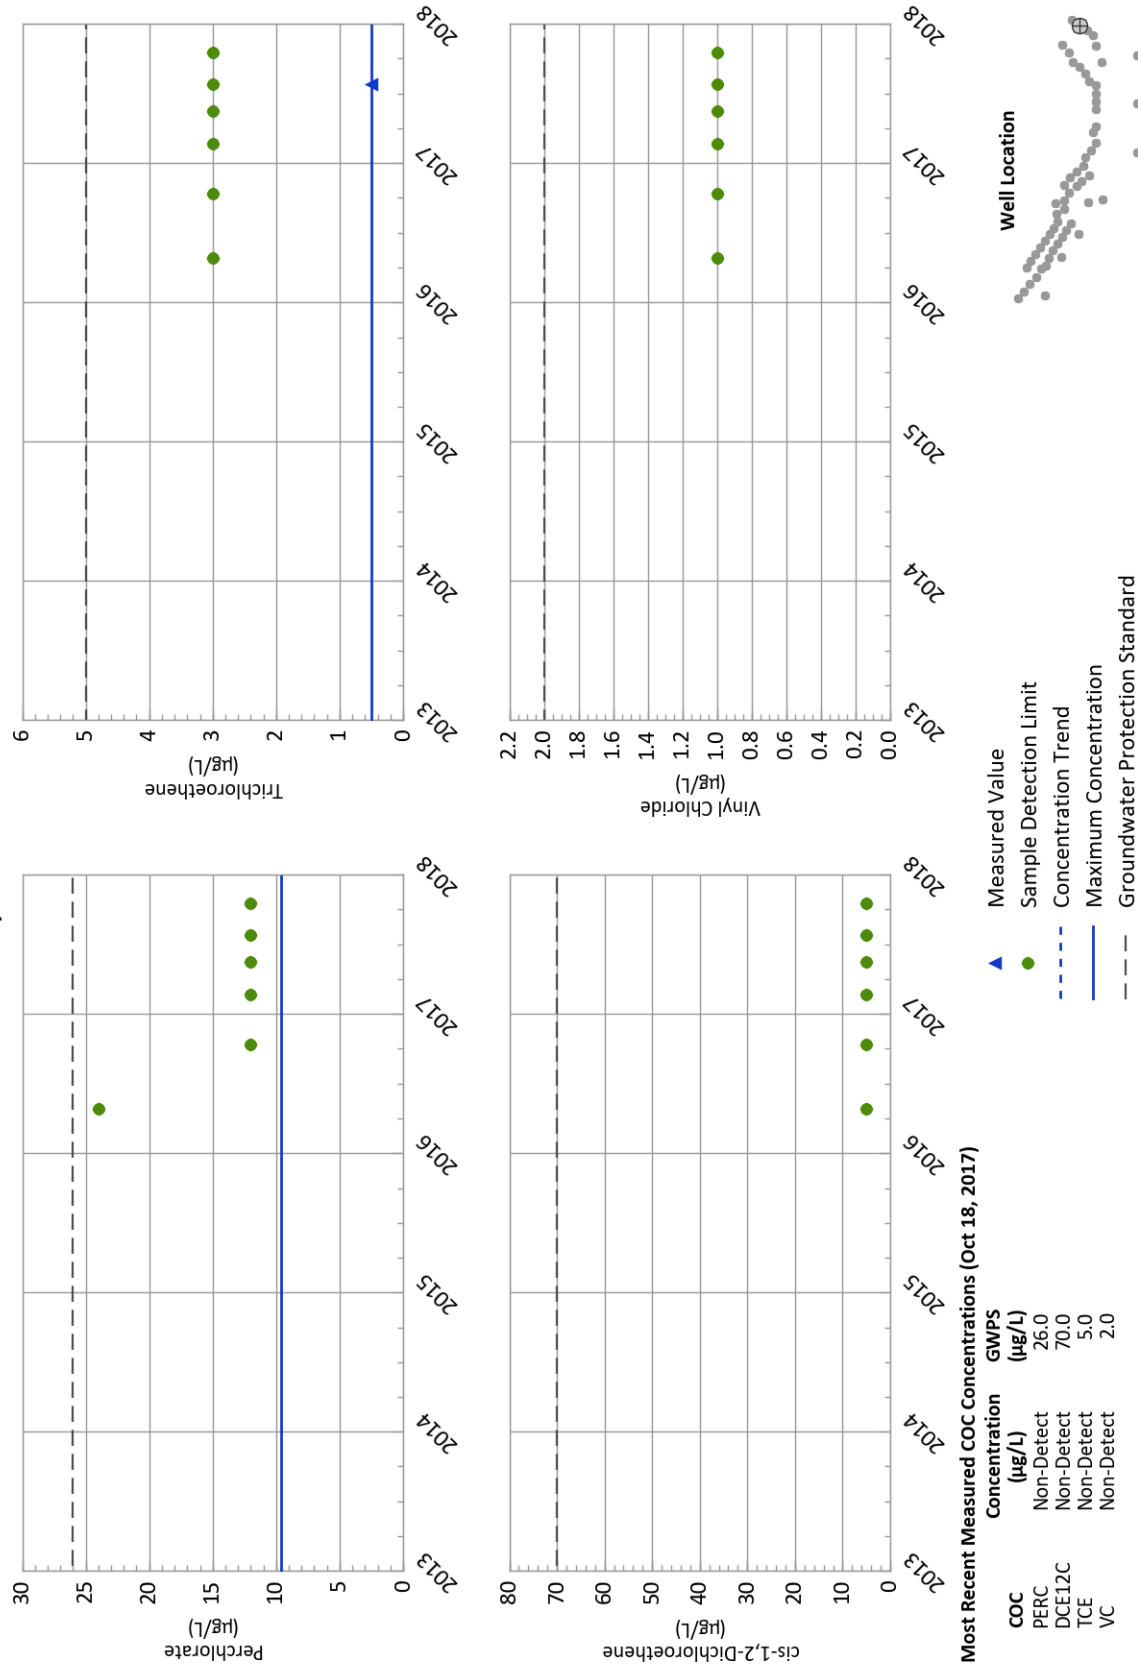 Perchlorate
(µg/L)
30
25
20
15
10
5
0
2013
2014
2015
2016
2017
2018
Trichloroethene
(µg/L)
6
5
4
3
2
1
0
2013
2014
2015
2016
2017
2018
cis-1,2-Dichloroethene
(µg/L)
80
70
60
50
40
30
20
10
0
2013
2014
2015
2016
2017
2018
Vinyl Chloride
(µg/L)
2.2
2.0
1.8
1.6
1.4
1.2
1.0
0.8
0.6
0.4
0.2
0.0
2013
2014
2015
2016
2017
2018
Most Recent Measured COC Concentrations (Oct 18, 2017)
Concentration GWPS
COC (µg/L) (µg/L)
PERC Non-Detect 26.0
DCE12C Non-Detect 70.0
TCE Non-Detect 5.0
VC Non-Detect 2.0
Measured Value
Sample Detection Limit
Concentration Trend
Maximum Concentration
Groundwater Protection Standard
Well Location